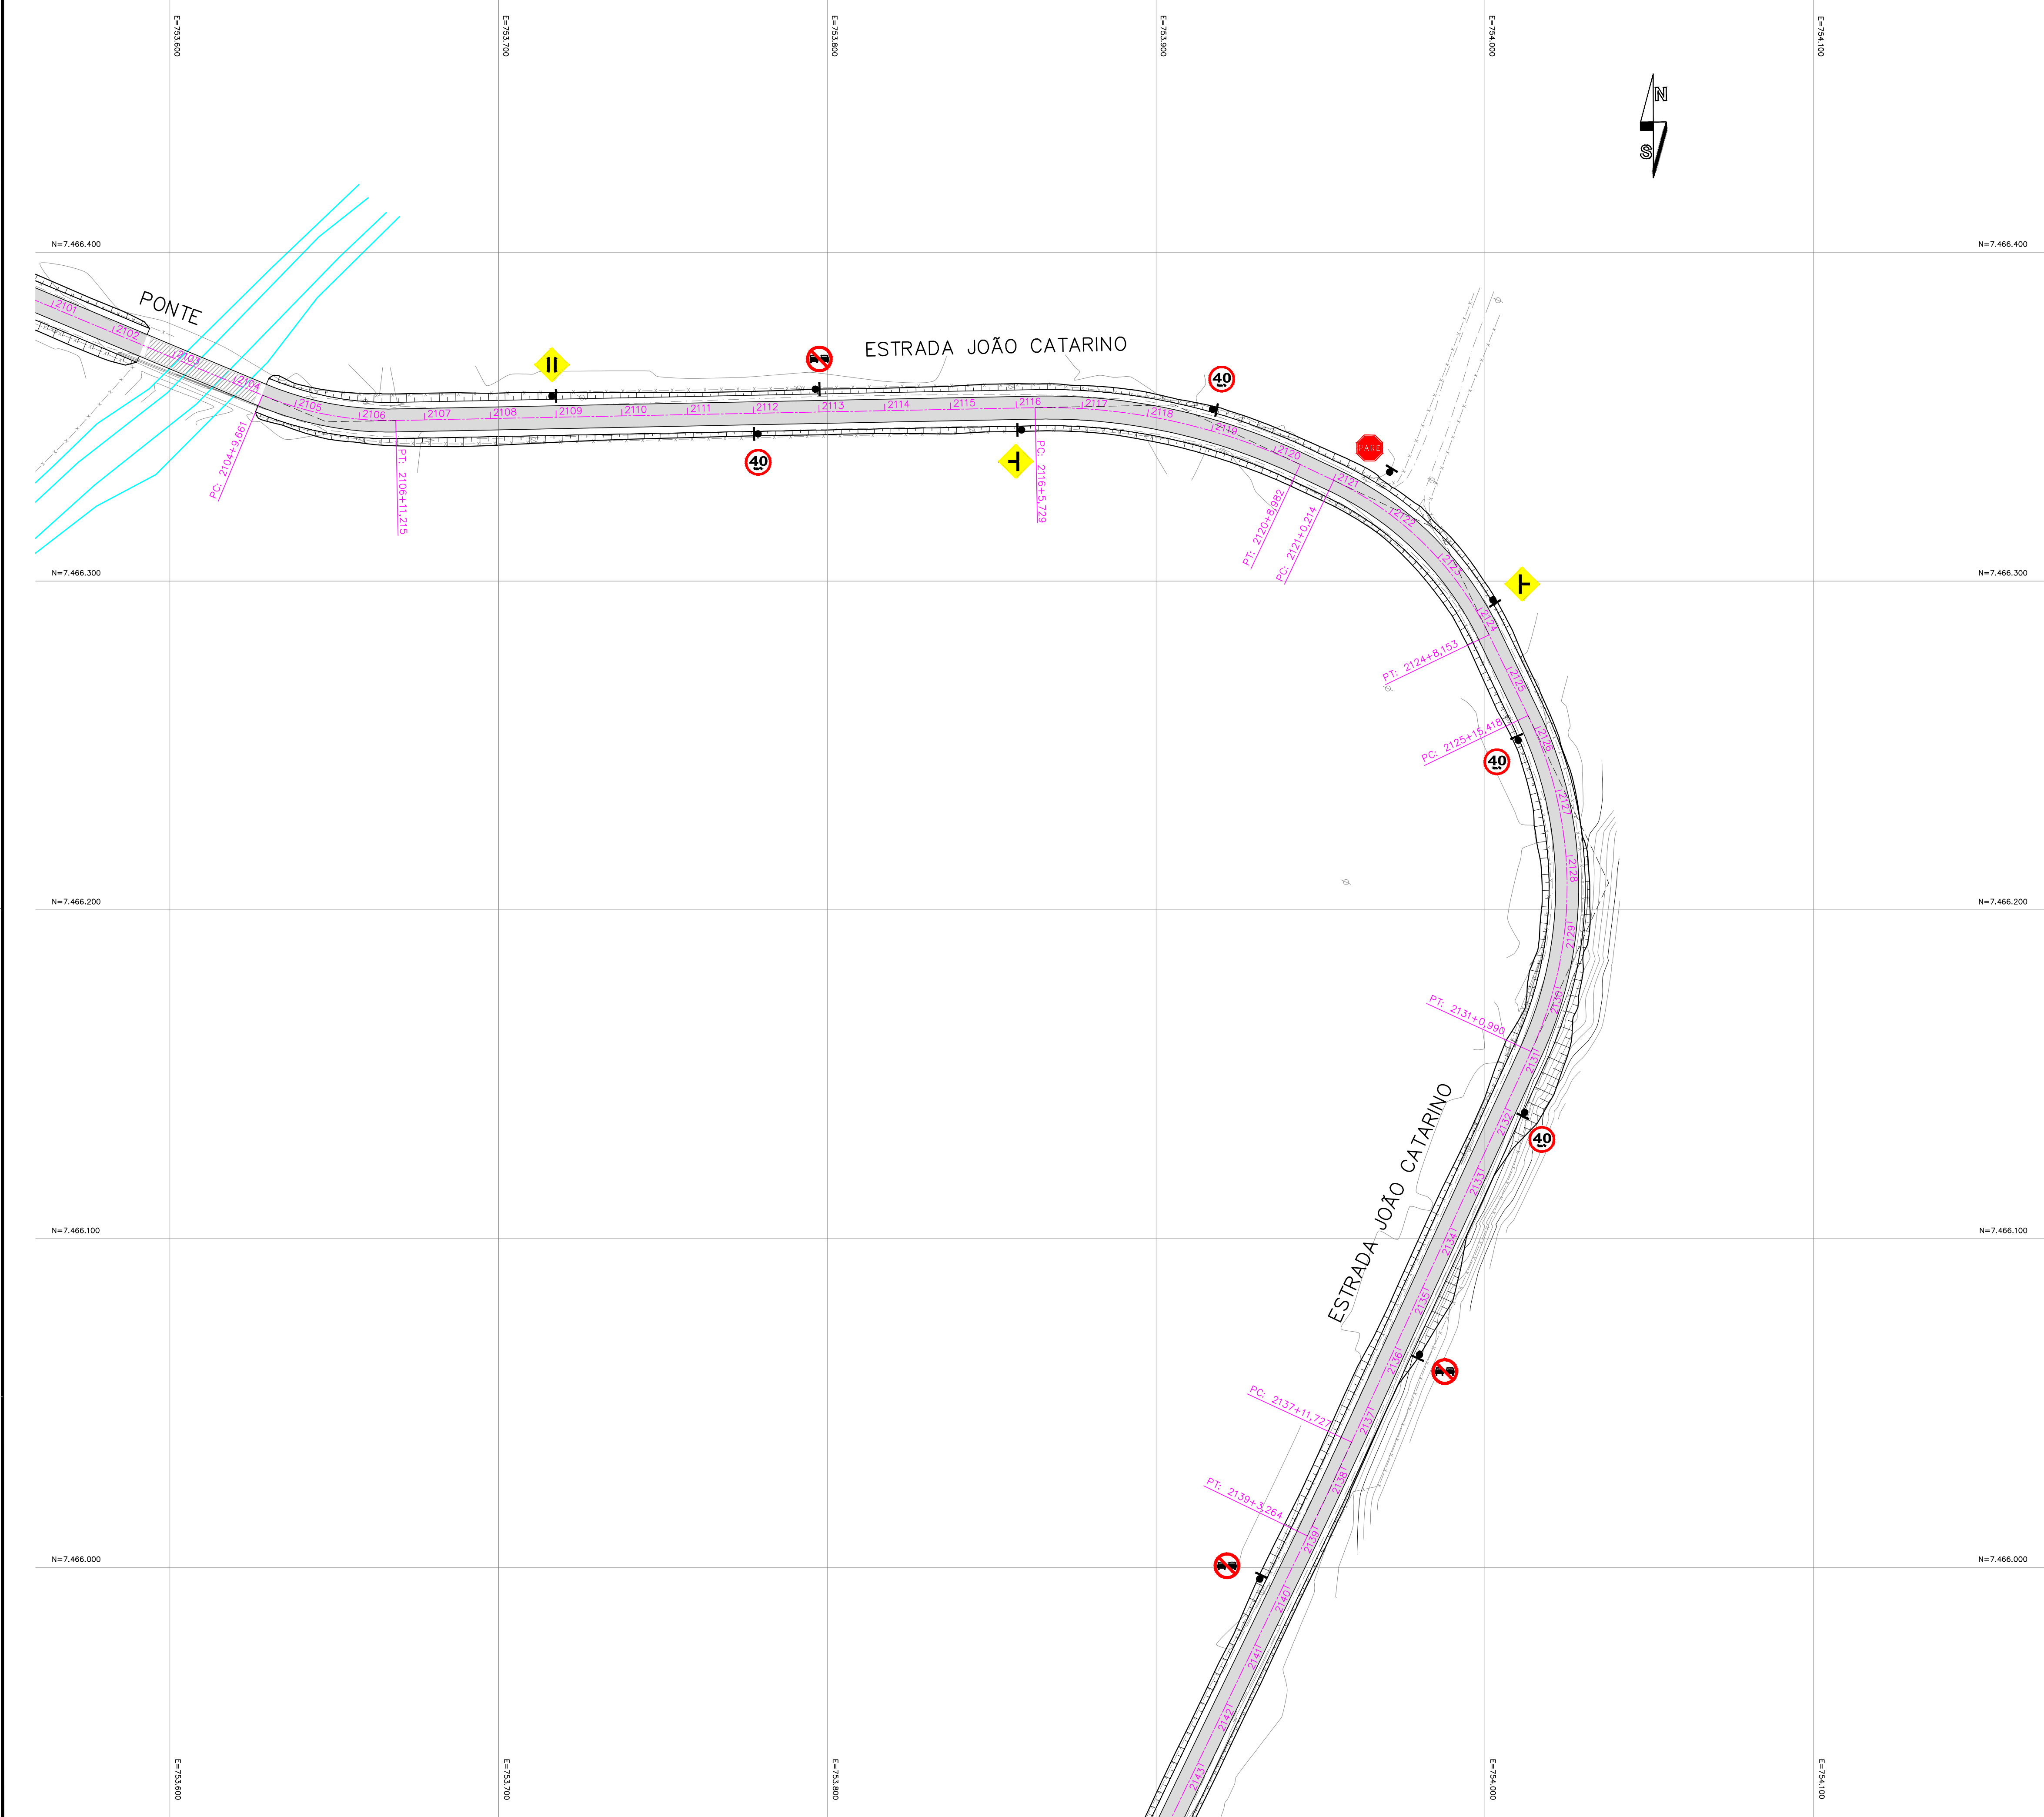 E=753.600
E=753.700
E=753.800
E=753.900
E=754.000
E=754.100
N
S
N=7.466.400
N=7.466.400
PONTE
ESTRADA JOÃO CATARINO
2101
2102
2103
2104
2105
2106
2107
2108
2109
2110
2111
2112
2113
2114
2115
2116
2117
2118
2119
2120
2121
2122
2123
2124
2125
2126
2127
2128
2129
2130
2131
2132
2133
2134
2135
2136
2137
2138
2139
2140
2141
2142
2143
40
40
PARE
PC: 2104+9,661
PT: 2106+11,215
PC: 2116+5,729
PT: 2120+8,982
PC: 2121+0,214
N=7.466.300
N=7.466.300
PT: 2124+8,153
PC: 2125+15,418
40
N=7.466.200
N=7.466.200
PT: 2131+0,990
40
ESTRADA JOÃO CATARINO
N=7.466.100
N=7.466.100
PC: 2137+11,727
PT: 2139+3,264
N=7.466.000
N=7.466.000
E=753.600
E=753.700
E=753.800
E=754.000
E=754.100